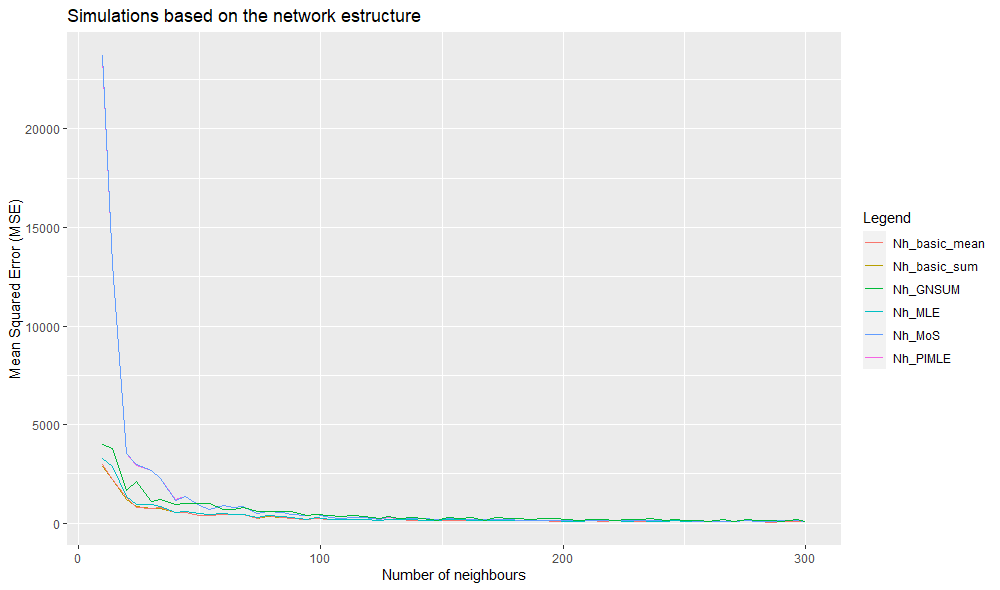 Simulations based on the network estructure
Mean Squared Error (MSE)
20000
15000
10000
5000
0
0
100
200
300
Number of neighbours
Legend
Nh_basic_mean
Nh_basic_sum
Nh_GNSUM
Nh_MLE
Nh_MoS
Nh_PIMLE